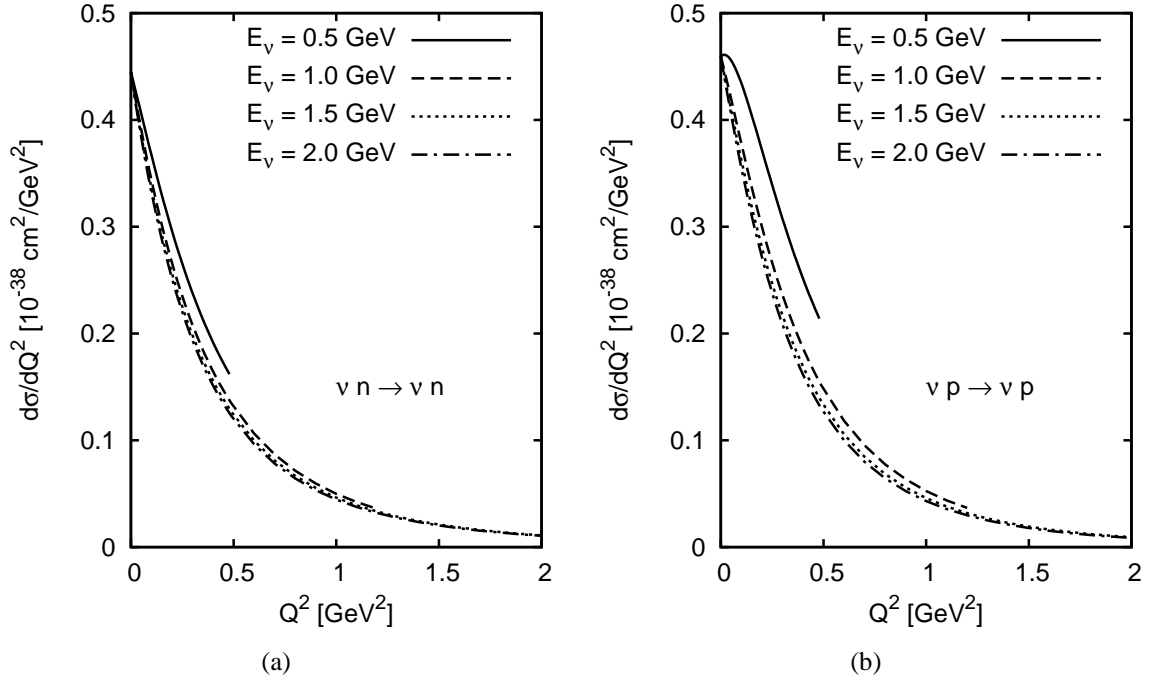 0.5
0.4
0.3
0.2
0.1
0
0
0.5
1
1.5
2
dσ/dQ² [10⁻³⁸ cm²/GeV²]
Q² [GeV²]
E_ν = 0.5 GeV
E_ν = 1.0 GeV
E_ν = 1.5 GeV
E_ν = 2.0 GeV
ν n → ν n
(a)
0.5
0.4
0.3
0.2
0.1
0
0
0.5
1
1.5
2
dσ/dQ² [10⁻³⁸ cm²/GeV²]
Q² [GeV²]
E_ν = 0.5 GeV
E_ν = 1.0 GeV
E_ν = 1.5 GeV
E_ν = 2.0 GeV
ν p → ν p
(b)